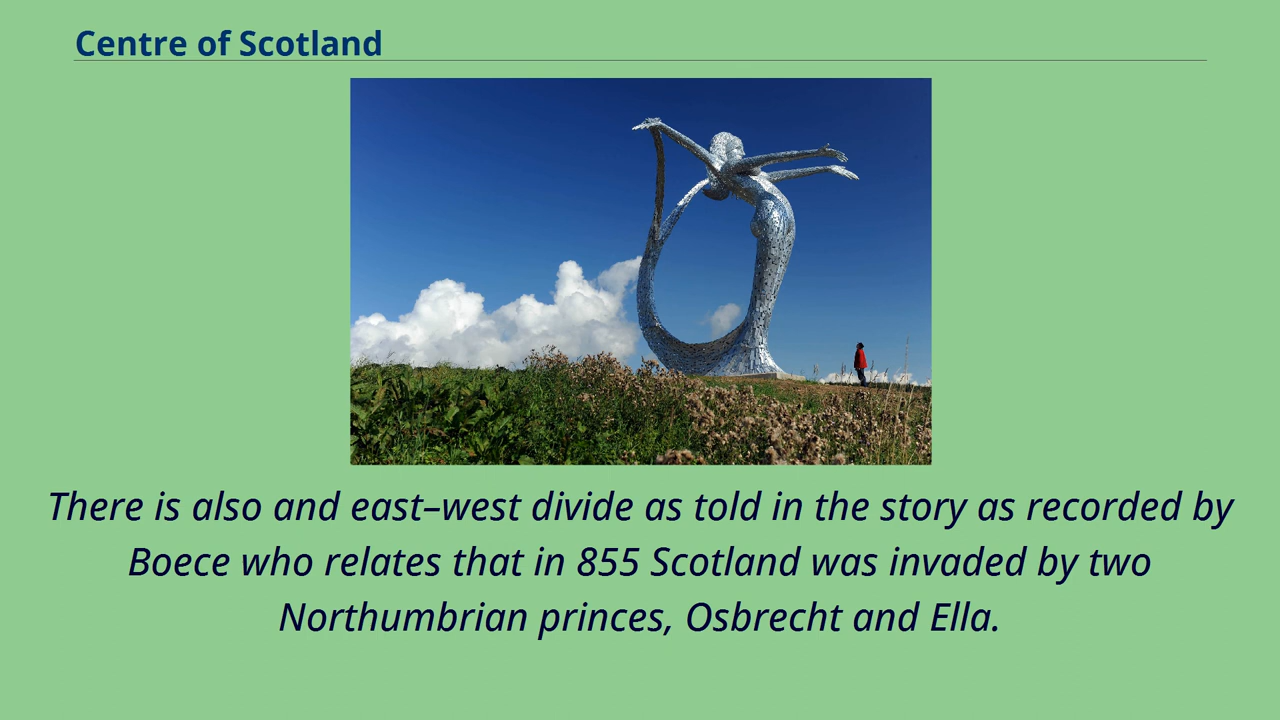 Centre of Scotland
There is also and east–west divide as told in the story as recorded by
Boece who relates that in 855 Scotland was invaded by two
Northumbrian princes, Osbrecht and Ella.